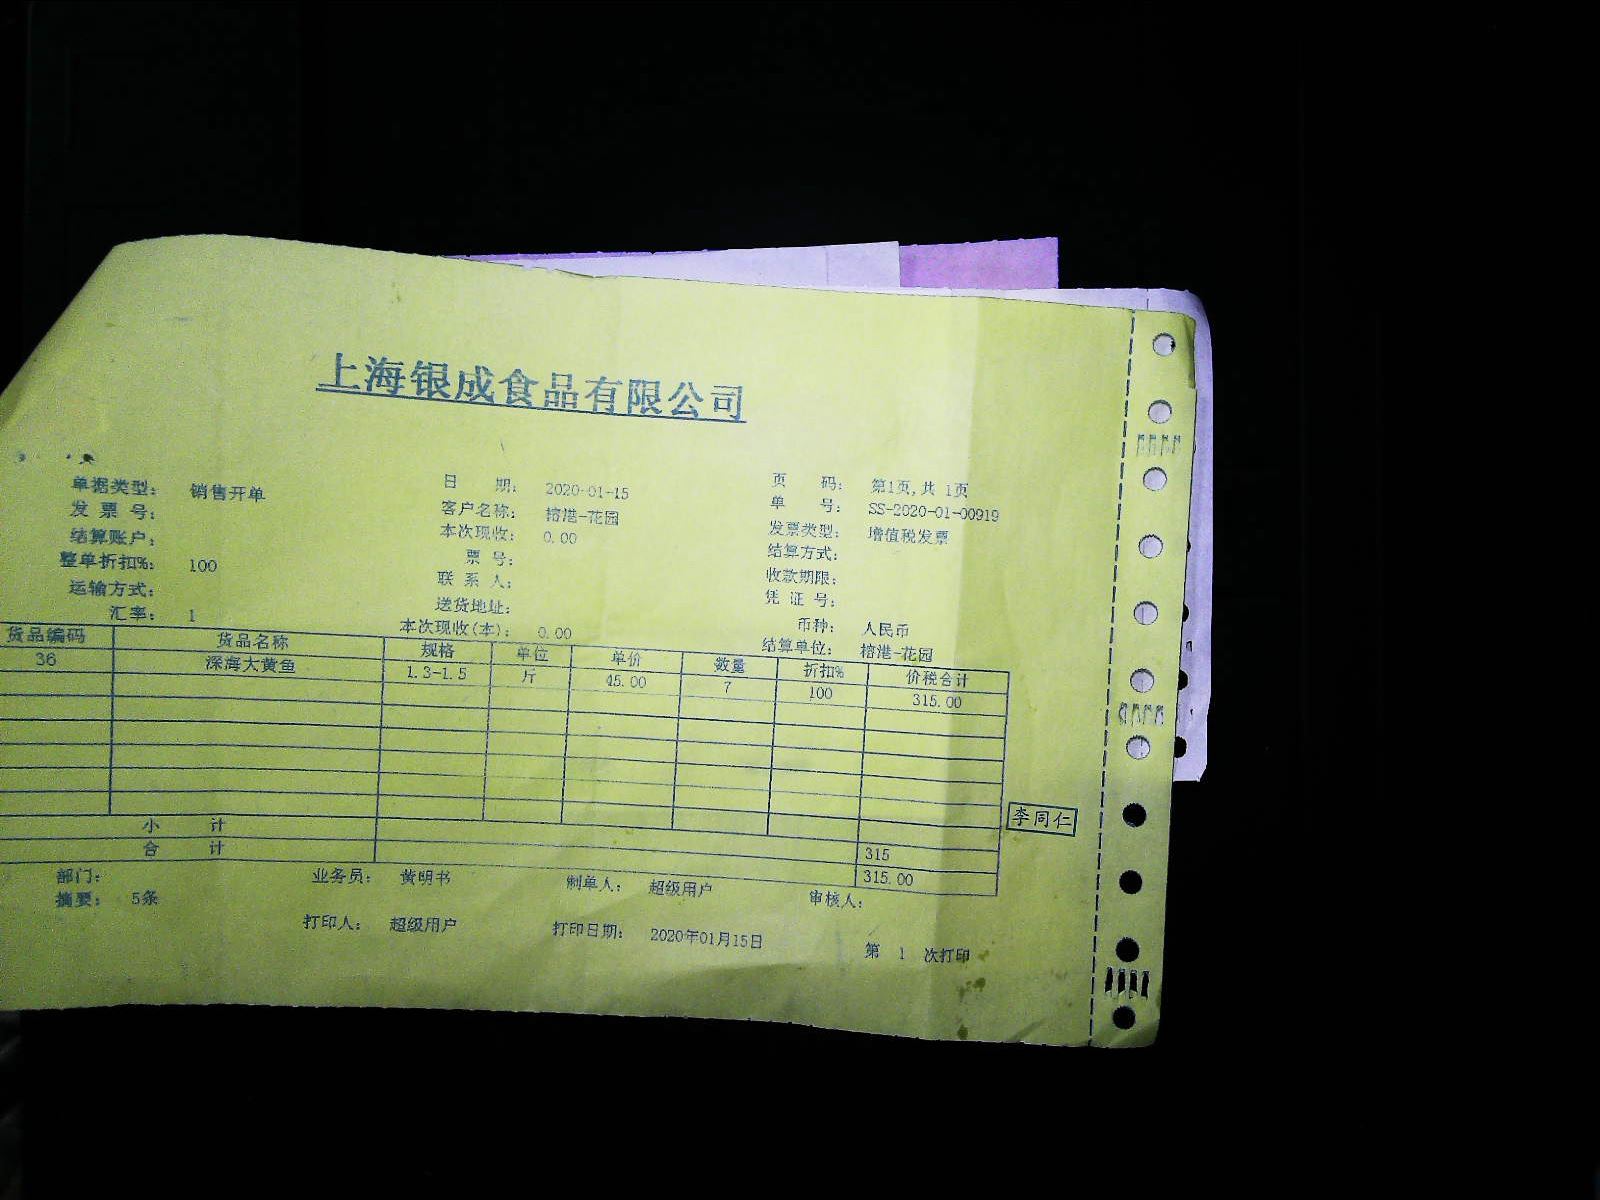 上海银成食品有限公司
单据类型： 销售开单 日 期： 2020-01-15 页 码： 第1页,共 1页
发 票 号： 客户名称： 榕港-花园 单 号： SS-2020-01-00919
结算账户： 本次现收： 0.00 发票类型： 增值税发票
整单折扣%： 100 票 号： 结算方式：
运输方式： 联 系 人： 收款期限：
汇率： 1 送货地址： 凭 证 号：
本次现收(本)： 0.00 币种： 人民币
结算单位： 榕港-花园
货品编码 货品名称 规格 单位 单价 数量 折扣% 价税合计
36 深海大黄鱼 1.3-1.5 斤 45.00 7 100 315.00
李同仁
小 计 315
合 计 315.00
部门： 业务员： 黄明书 制单人： 超级用户 审核人：
摘要： 5条
打印人： 超级用户 打印日期： 2020年01月15日 第 1 次打印